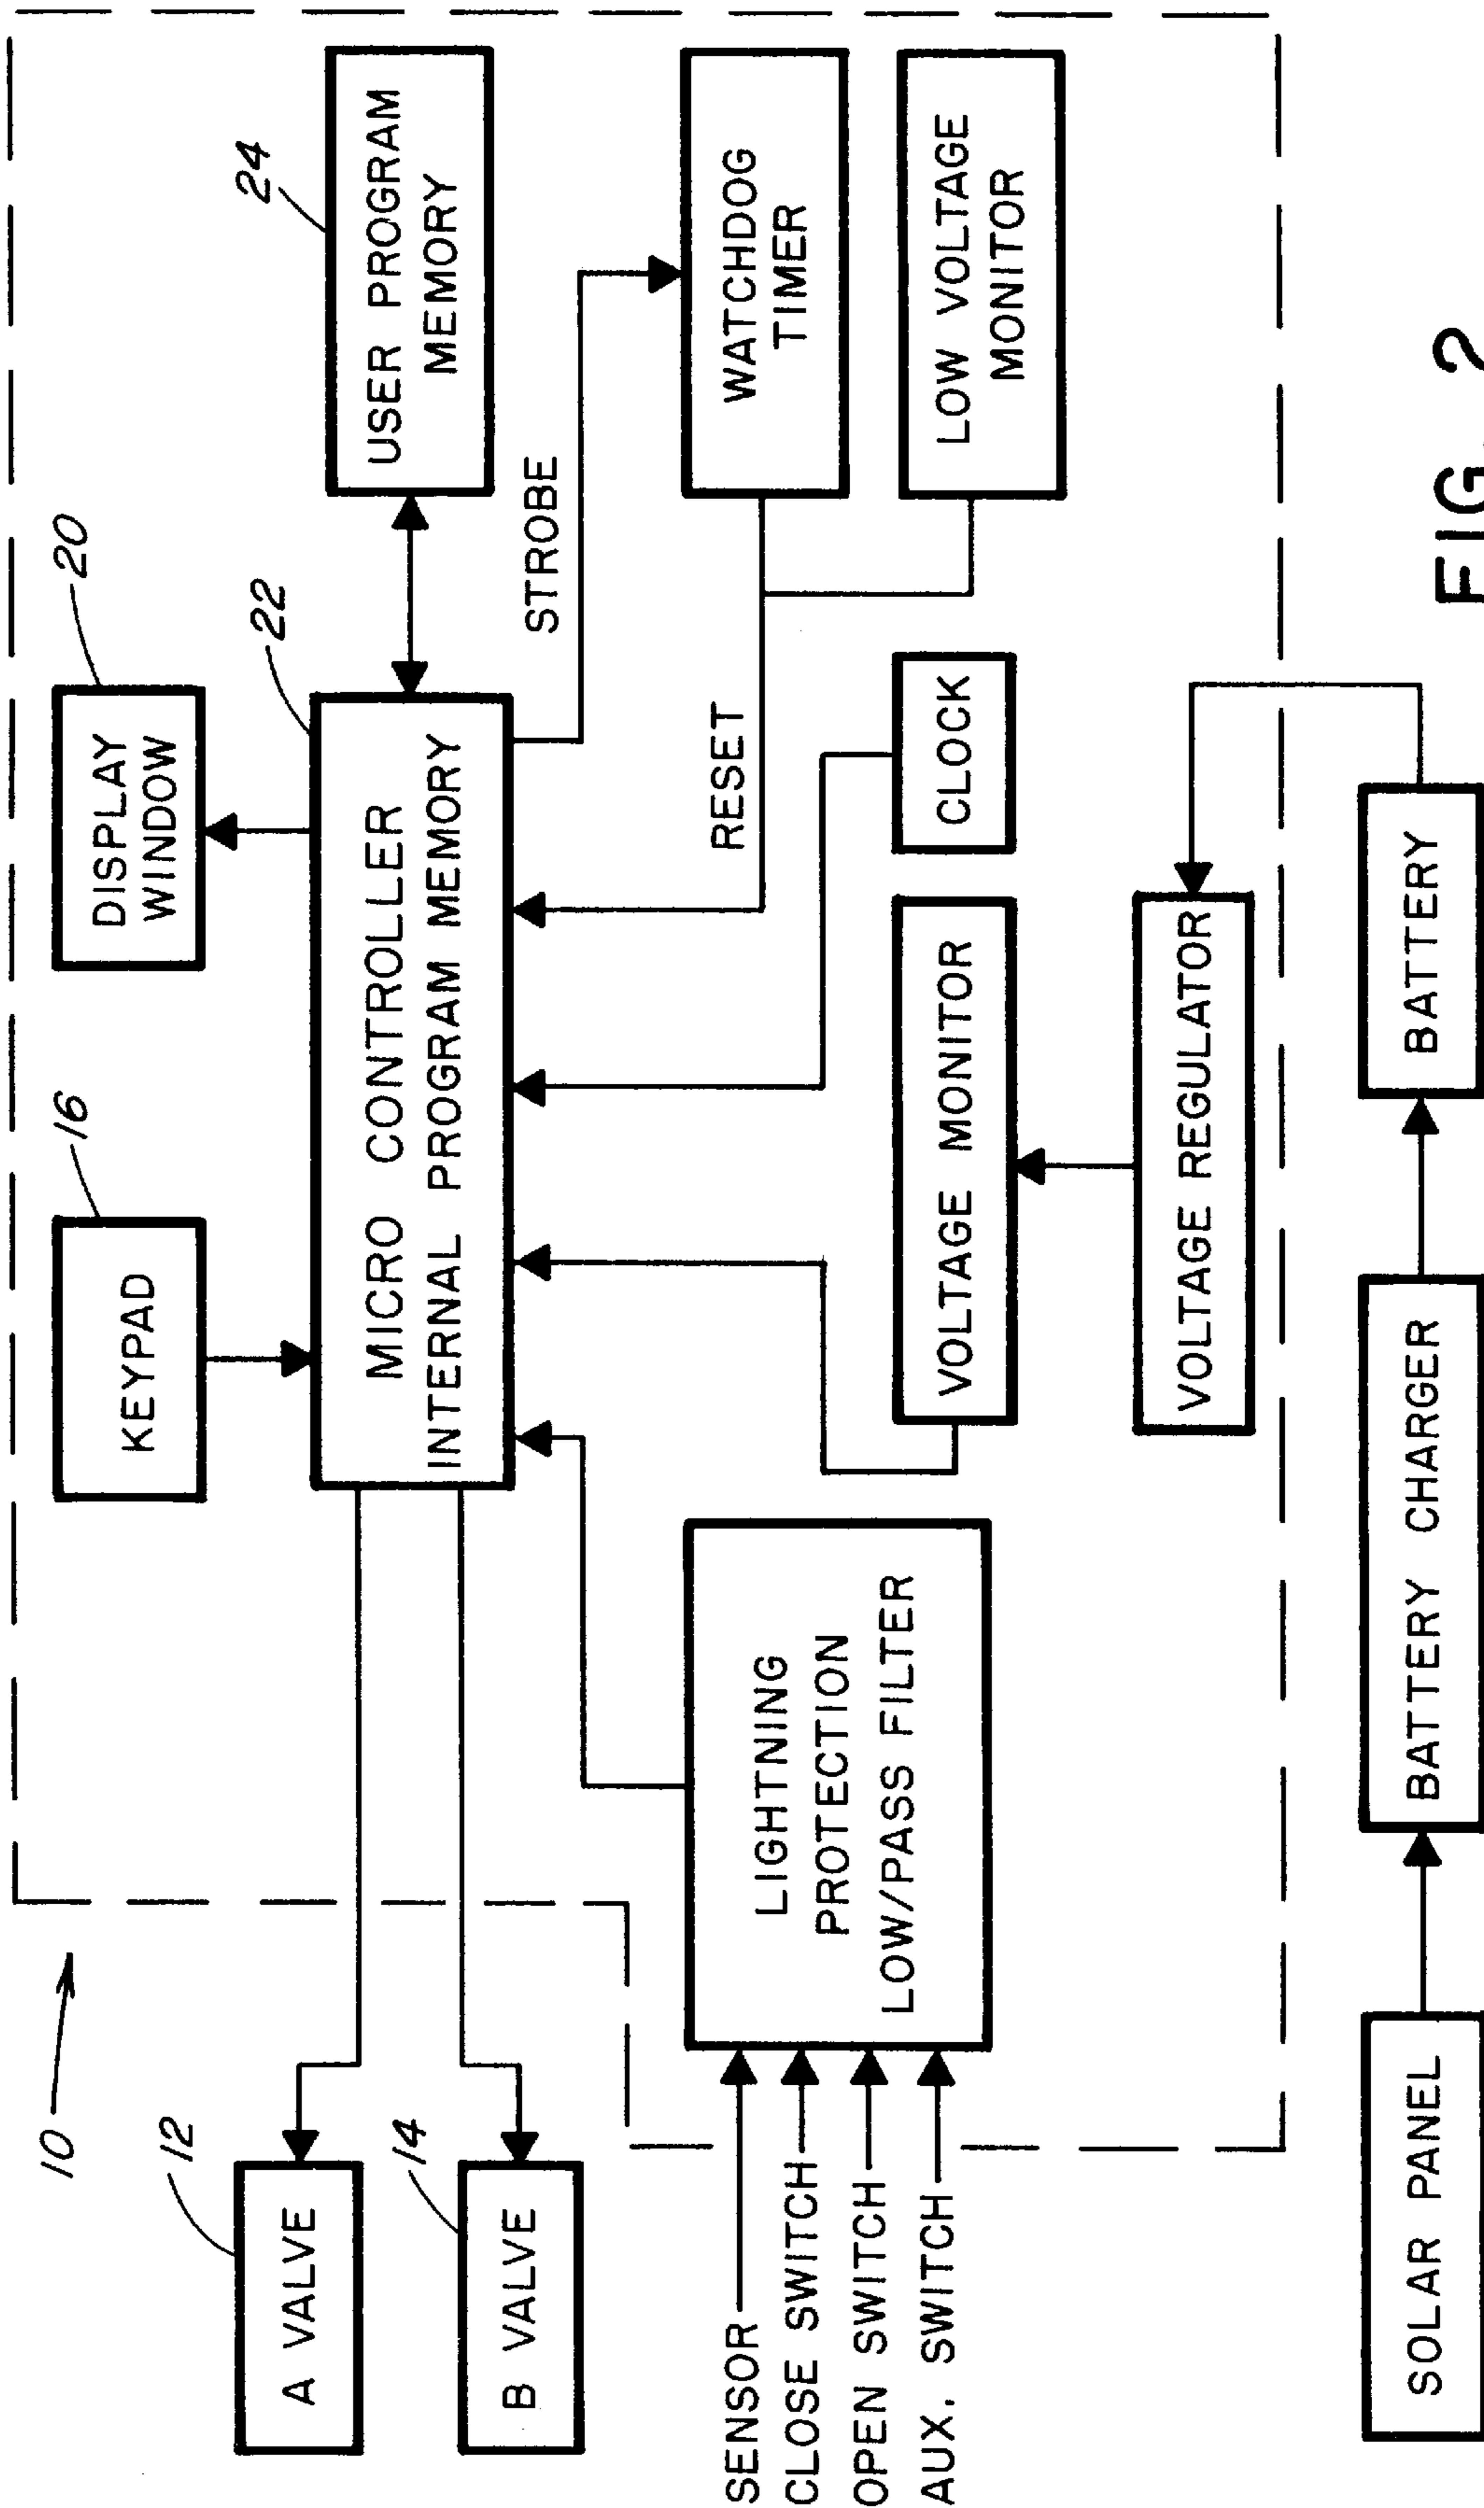 10
12
A VALVE
14
B VALVE
16
KEYPAD
20
DISPLAY
WINDOW
22
MICRO CONTROLLER
INTERNAL PROGRAM MEMORY
24
USER PROGRAM
MEMORY
STROBE
WATCHDOG
TIMER
RESET
LOW VOLTAGE
MONITOR
SENSOR
CLOSE SWITCH
OPEN SWITCH
AUX. SWITCH
LIGHTNING
PROTECTION
LOW/PASS FILTER
VOLTAGE MONITOR
CLOCK
VOLTAGE REGULATOR
SOLAR PANEL
BATTERY CHARGER
BATTERY
FIG. 2